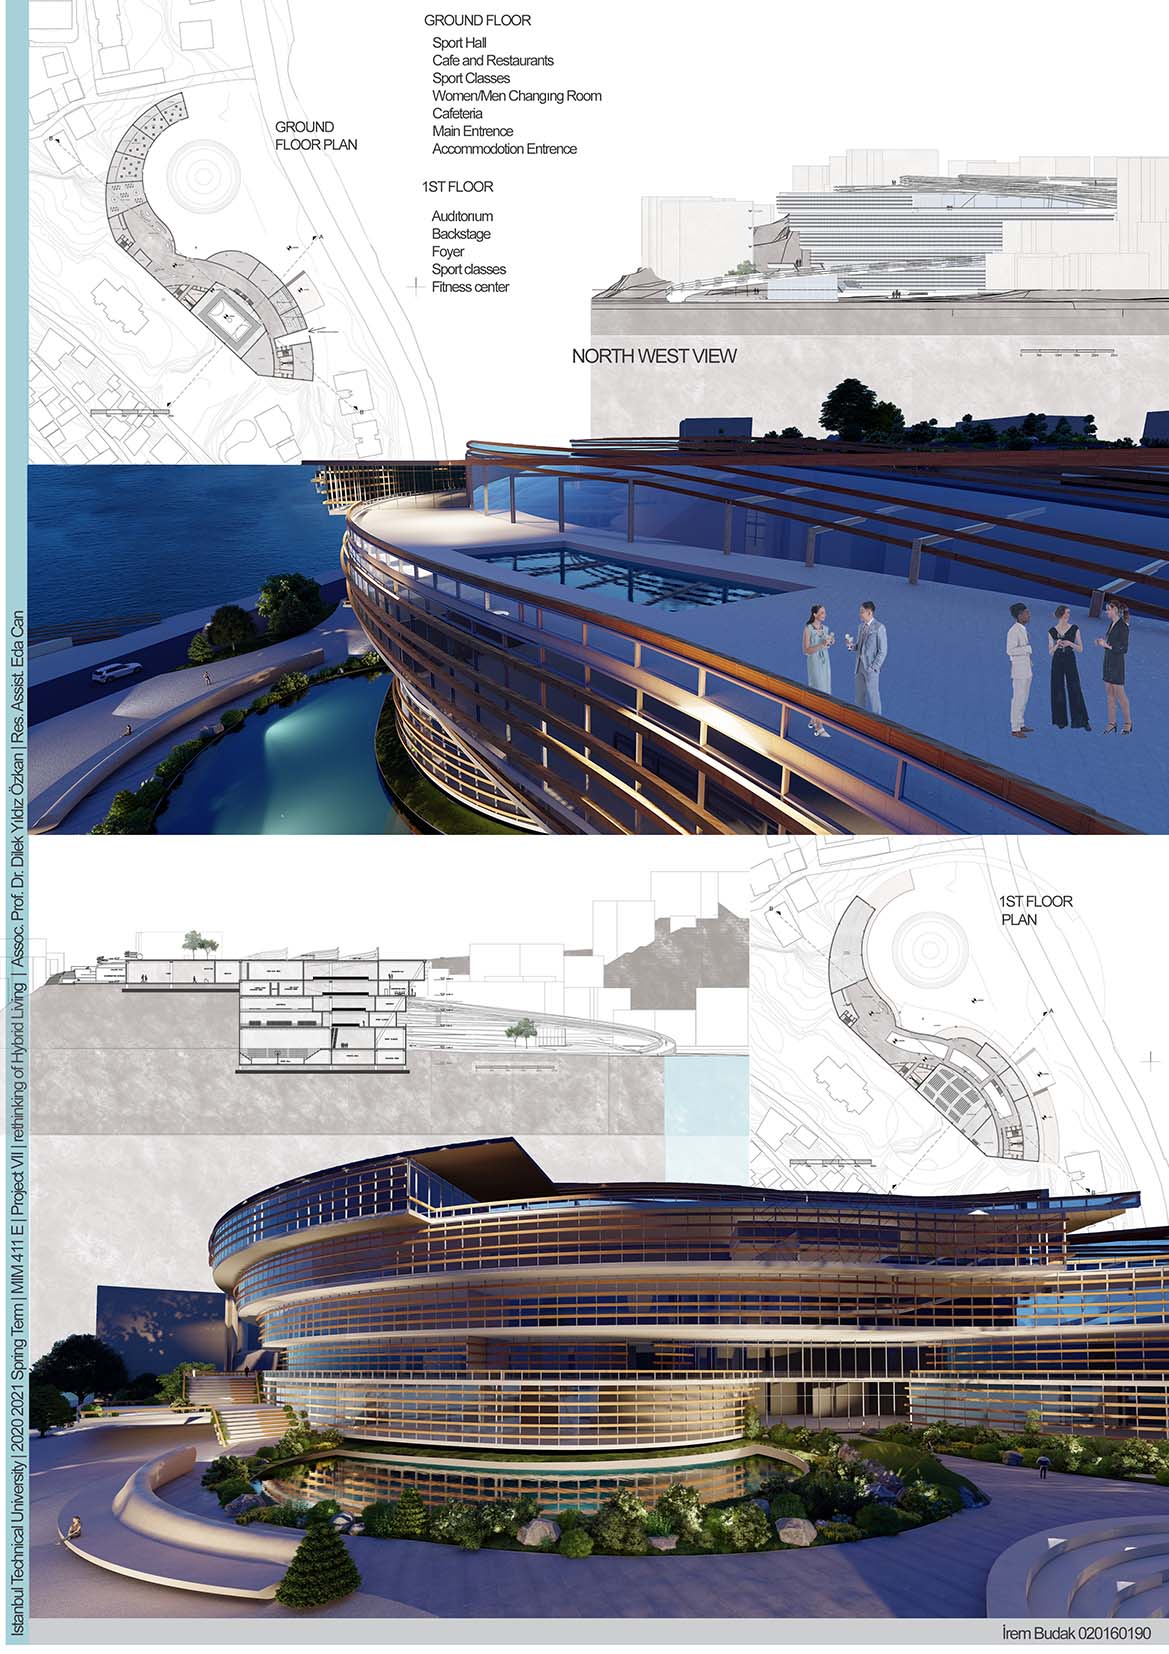 GROUND FLOOR
Sport Hall
Cafe and Restaurants
Sport Classes
Women/Men Changıng Room
Cafeteria
Main Entrence
Accommodotion Entrence
1ST FLOOR
Audıtorıum
Backstage
Foyer
Sport classes
Fitness center
GROUND
FLOOR PLAN
NORTH WEST VIEW
1ST FLOOR
PLAN
Istanbul Technical University | 2020 2021 Spring Term | MIM 411 E | Project VII | rethinking of Hybrid Living | Assoc. Prof. Dr. Dilek Yıldız Özkan | Res. Assist. Eda Can
İrem Budak 020160190